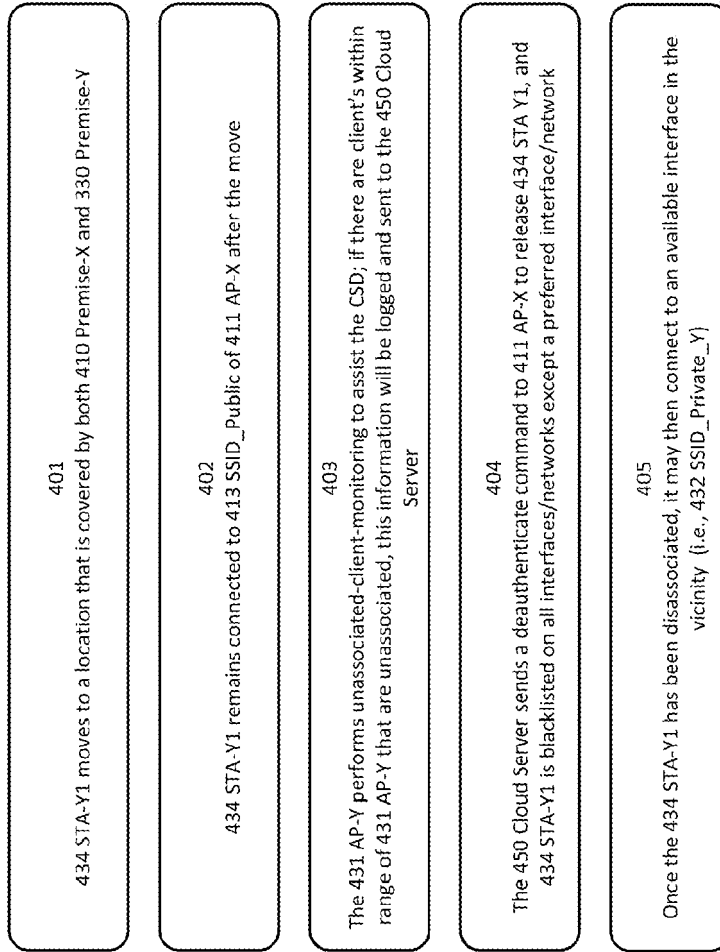 401
434 STA-Y1 moves to a location that is covered by both 410 Premise-X and 330 Premise-Y
402
434 STA-Y1 remains connected to 413 SSID_Public of 411 AP-X after the move
403
The 431 AP-Y performs unassociated-client-monitoring to assist the CSD; if there are client's within
range of 431 AP-Y that are unassociated, this information will be logged and sent to the 450 Cloud
Server
404
The 450 Cloud Server sends a deauthenticate command to 411 AP-X to release 434 STA Y1, and
434 STA-Y1 is blacklisted on all interfaces/networks except a preferred interface/network
405
Once the 434 STA-Y1 has been disassociated, it may then connect to an available interface in the
vicinity (i.e., 432 SSID_Private_Y)